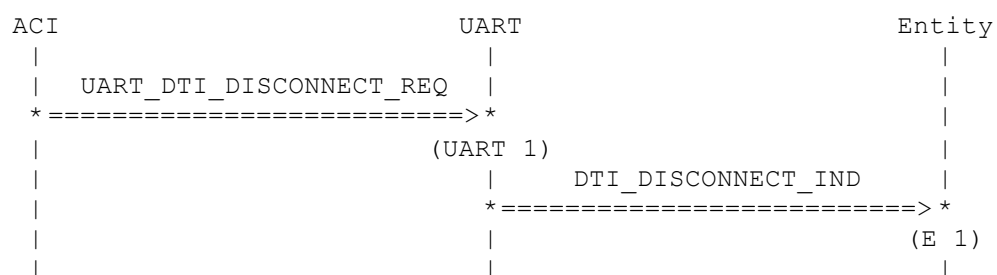 ACI UART Entity
| | |
| UART_DTI_DISCONNECT_REQ | |
*==========================>* |
| (UART 1) |
| | DTI_DISCONNECT_IND |
| *==========================>*
| | (E 1)
| | |